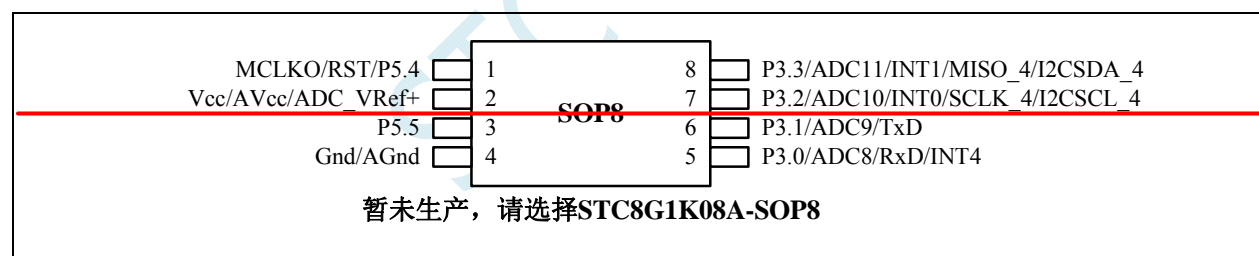 MCLKO/RST/P5.4 1 8 P3.3/ADC11/INT1/MISO_4/I2CSDA_4
Vcc/AVcc/ADC_VRef+ 2 7 P3.2/ADC10/INT0/SCLK_4/I2CSCL_4
SOP8
P5.5 3 6 P3.1/ADC9/TxD
Gnd/AGnd 4 5 P3.0/ADC8/RxD/INT4
暂未生产，请选择STC8G1K08A-SOP8